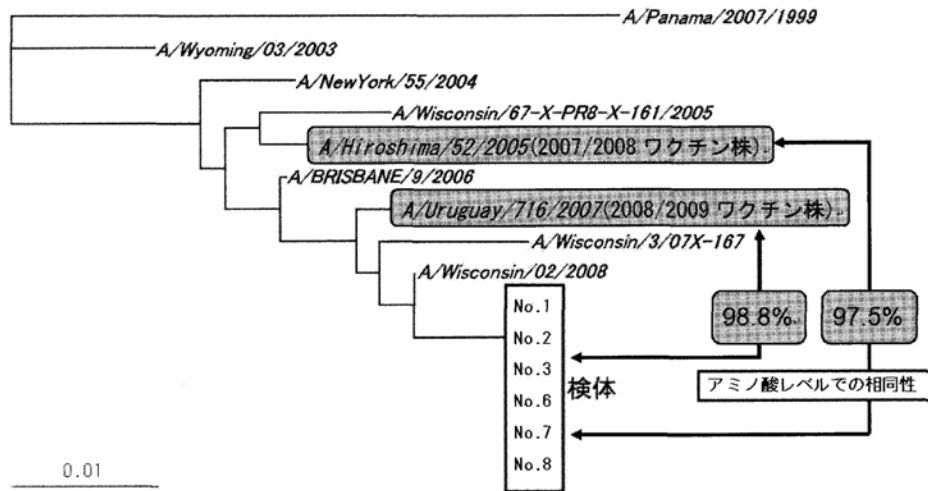 A/Panama/2007/1999
A/Wyoming/03/2003
A/NewYork/55/2004
A/Wisconsin/67-X-PR8-X-161/2005
A/Hiroshima/52/2005(2007/2008 ワクチン株)
A/BRISBANE/9/2006
A/Uruguay/716/2007(2008/2009 ワクチン株)
A/Wisconsin/3/07X-167
A/Wisconsin/02/2008
No.1
No.2
No.3
No.6
No.7
No.8
検体
98.8%
97.5%
アミノ酸レベルでの相同性
0.01